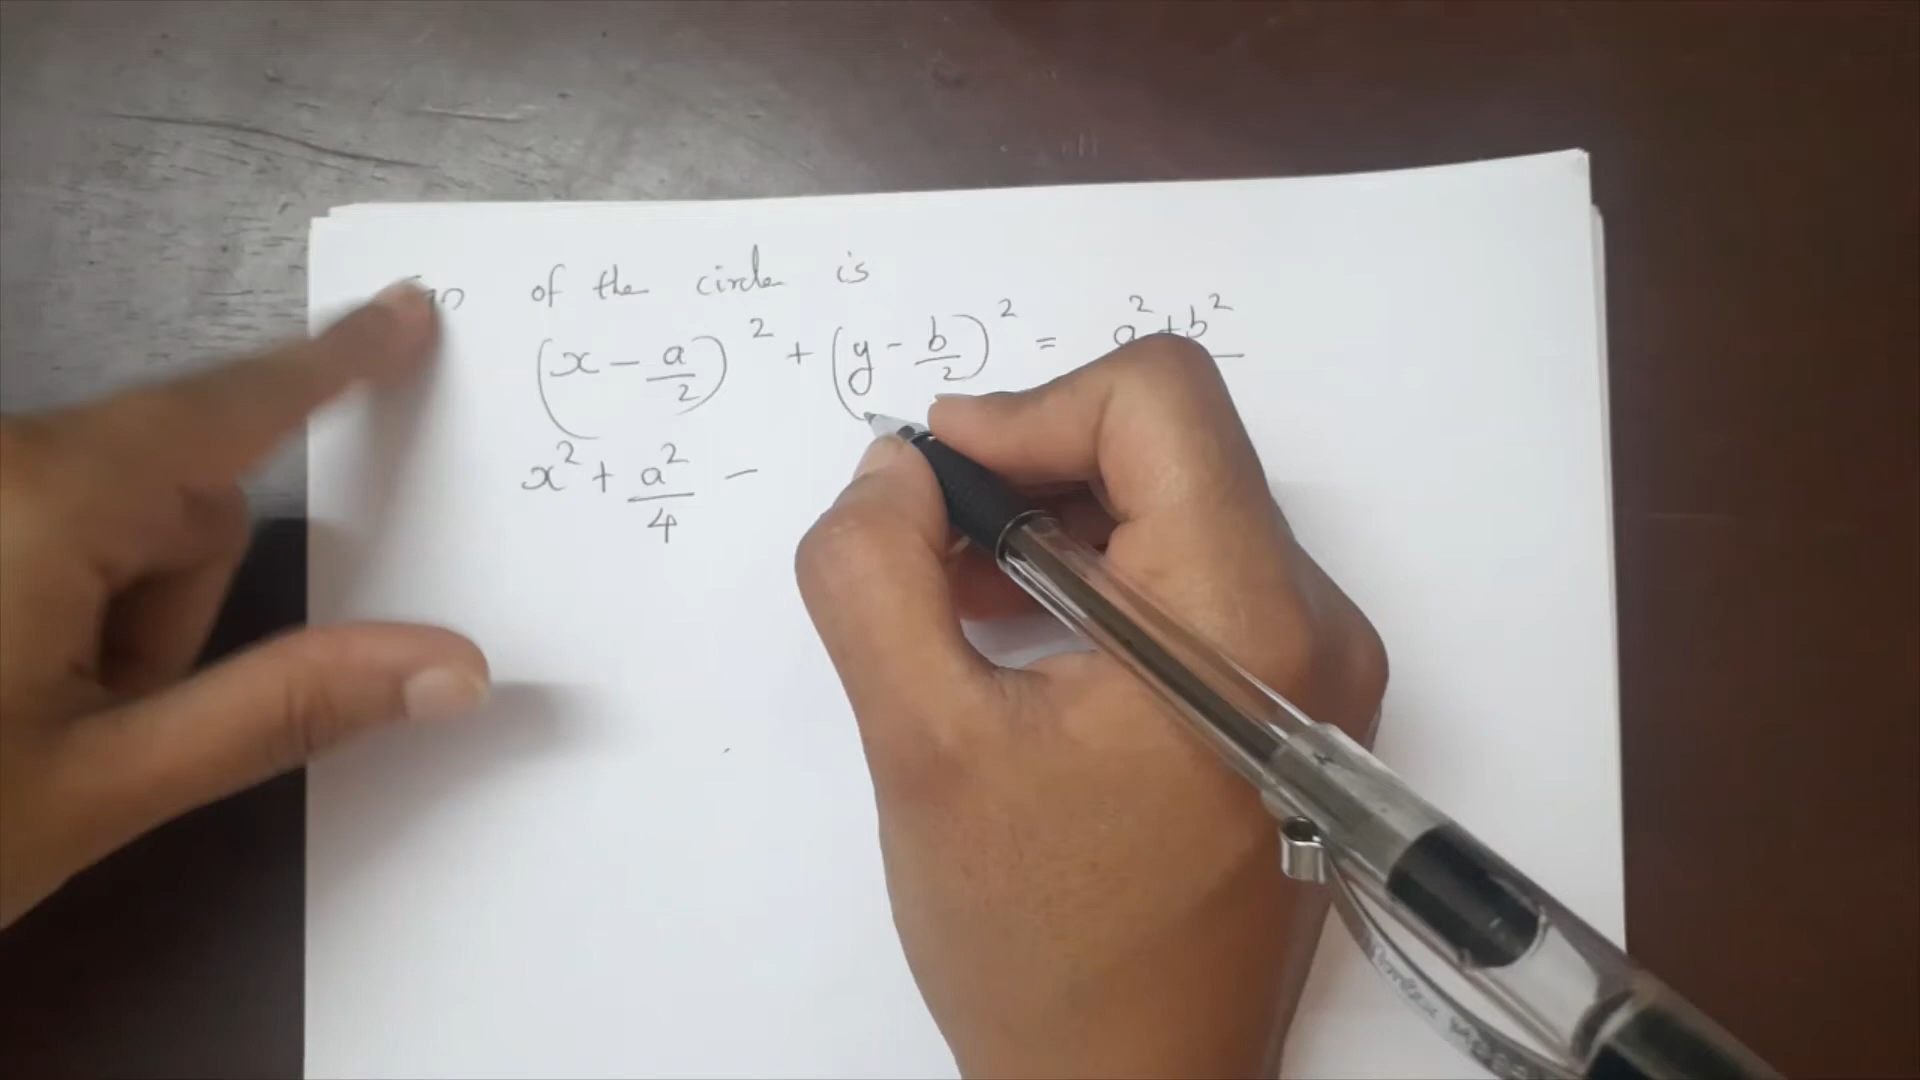 of the circle is
(x - a/2)² + (y - b/2)² = a² + b²
x² + a²/4 -